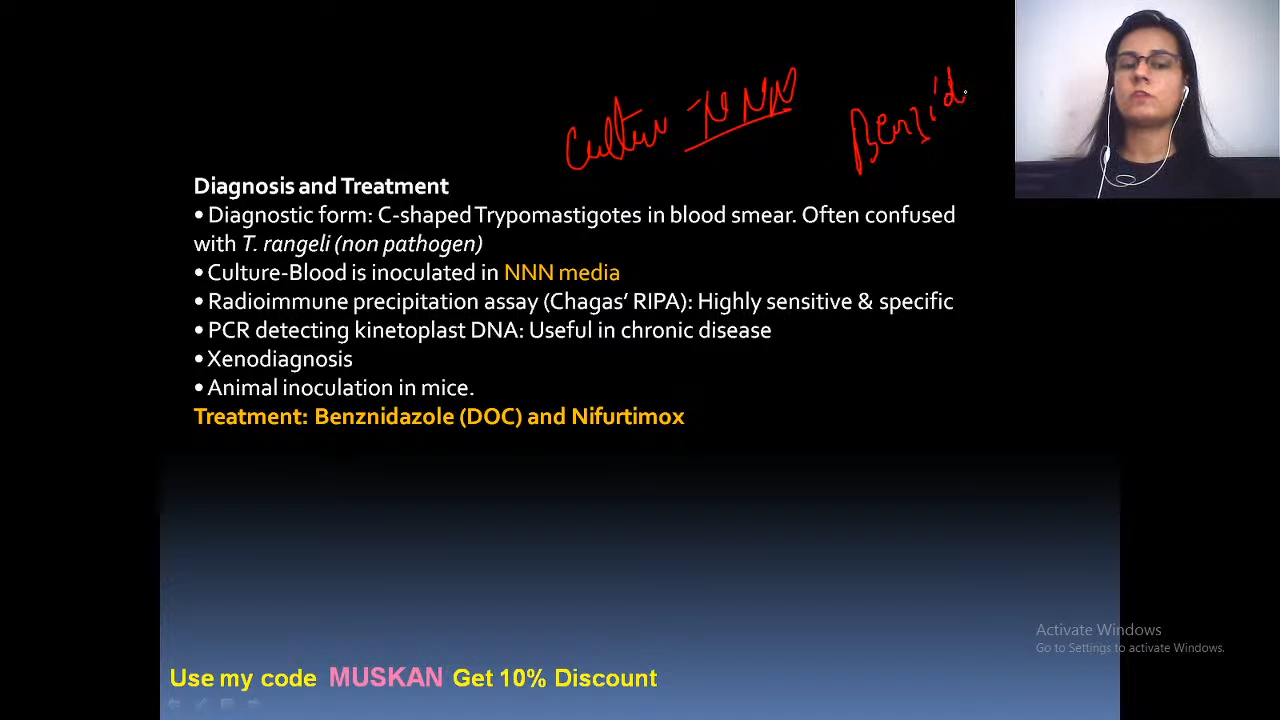 Culture - NNN
Benzid
Diagnosis and Treatment
• Diagnostic form: C-shaped Trypomastigotes in blood smear. Often confused
with T. rangeli (non pathogen)
• Culture-Blood is inoculated in NNN media
• Radioimmune precipitation assay (Chagas’ RIPA): Highly sensitive & specific
• PCR detecting kinetoplast DNA: Useful in chronic disease
• Xenodiagnosis
• Animal inoculation in mice.
Treatment: Benznidazole (DOC) and Nifurtimox
Activate Windows
Go to Settings to activate Windows.
Use my code MUSKAN Get 10% Discount